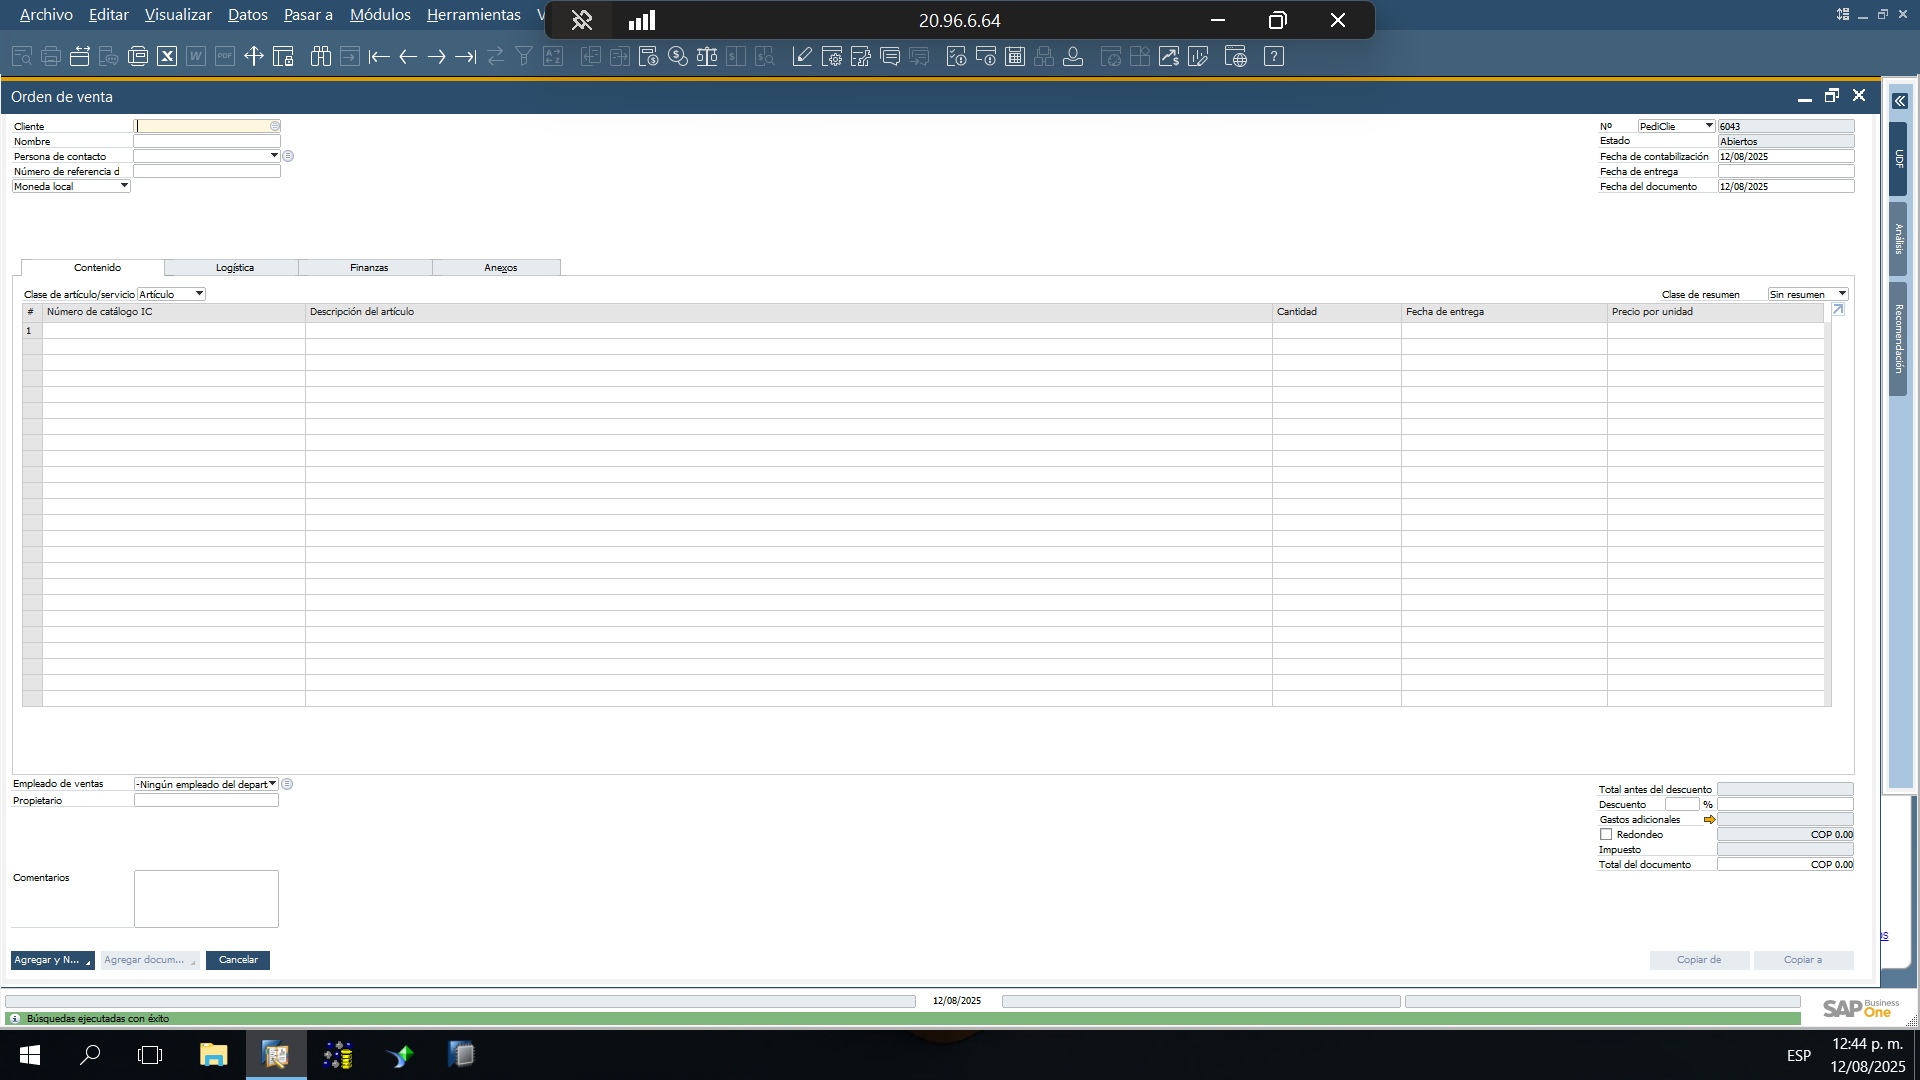 Archivo Editar Visualizar Datos Pasar a Módulos Herramientas V
20.96.6.64
Orden de venta
Cliente
Nombre
Persona de contacto
Número de referencia d
Moneda local
Nº PediClie 6043
Estado Abiertos
Fecha de contabilización 12/08/2025
Fecha de entrega
Fecha del documento 12/08/2025
UDF
Análisis
Recomendación
Contenido Logística Finanzas Anexos
Clase de artículo/servicio Artículo
Clase de resumen Sin resumen
# Número de catálogo IC Descripción del artículo Cantidad Fecha de entrega Precio por unidad
1
Empleado de ventas -Ningún empleado del depart
Propietario
Comentarios
Total antes del descuento
Descuento %
Gastos adicionales
Redondeo COP 0.00
Impuesto
Total del documento COP 0.00
Agregar y N... Agregar docum... Cancelar
Copiar de Copiar a
12/08/2025
Búsquedas ejecutadas con éxito
SAP Business One
ESP
12:44 p. m.
12/08/2025